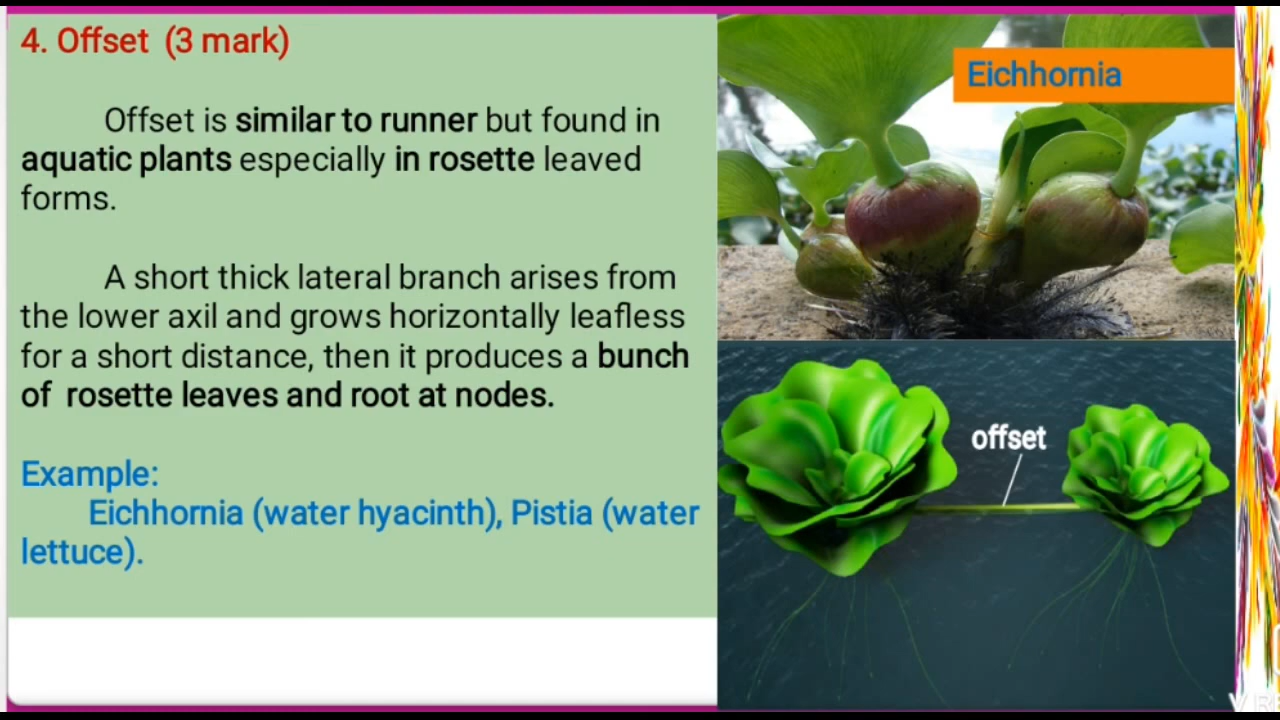 4. Offset (3 mark)
Offset is similar to runner but found in
aquatic plants especially in rosette leaved
forms.
A short thick lateral branch arises from
the lower axil and grows horizontally leafless
for a short distance, then it produces a bunch
of rosette leaves and root at nodes.
Example:
Eichhornia (water hyacinth), Pistia (water
lettuce).
Eichhornia
offset